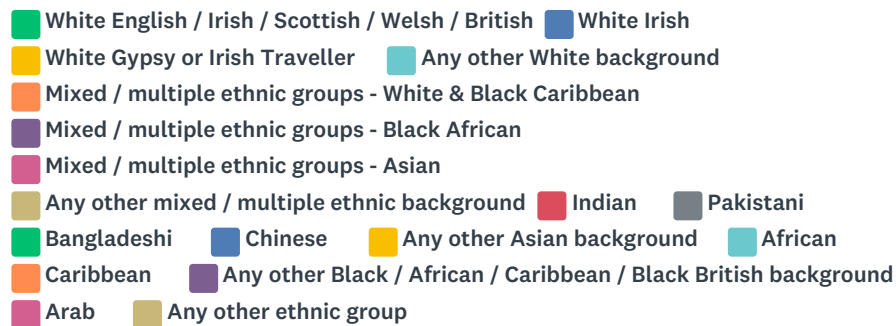 White English / Irish / Scottish / Welsh / British White Irish
White Gypsy or Irish Traveller Any other White background
Mixed / multiple ethnic groups - White & Black Caribbean
Mixed / multiple ethnic groups - Black African
Mixed / multiple ethnic groups - Asian
Any other mixed / multiple ethnic background Indian Pakistani
Bangladeshi Chinese Any other Asian background African
Caribbean Any other Black / African / Caribbean / Black British background
Arab Any other ethnic group